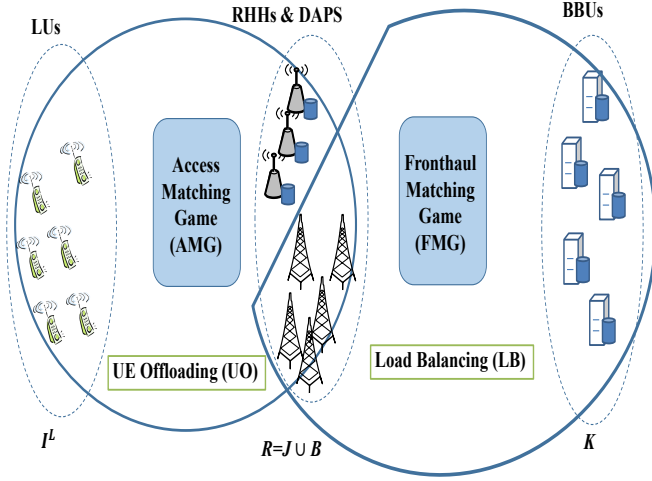 LUs
RHHs & DAPS
BBUs
Access
Matching
Game
(AMG)
Fronthaul
Matching
Game
(FMG)
UE Offloading (UO)
Load Balancing (LB)
I^L
R=J ∪ B
K